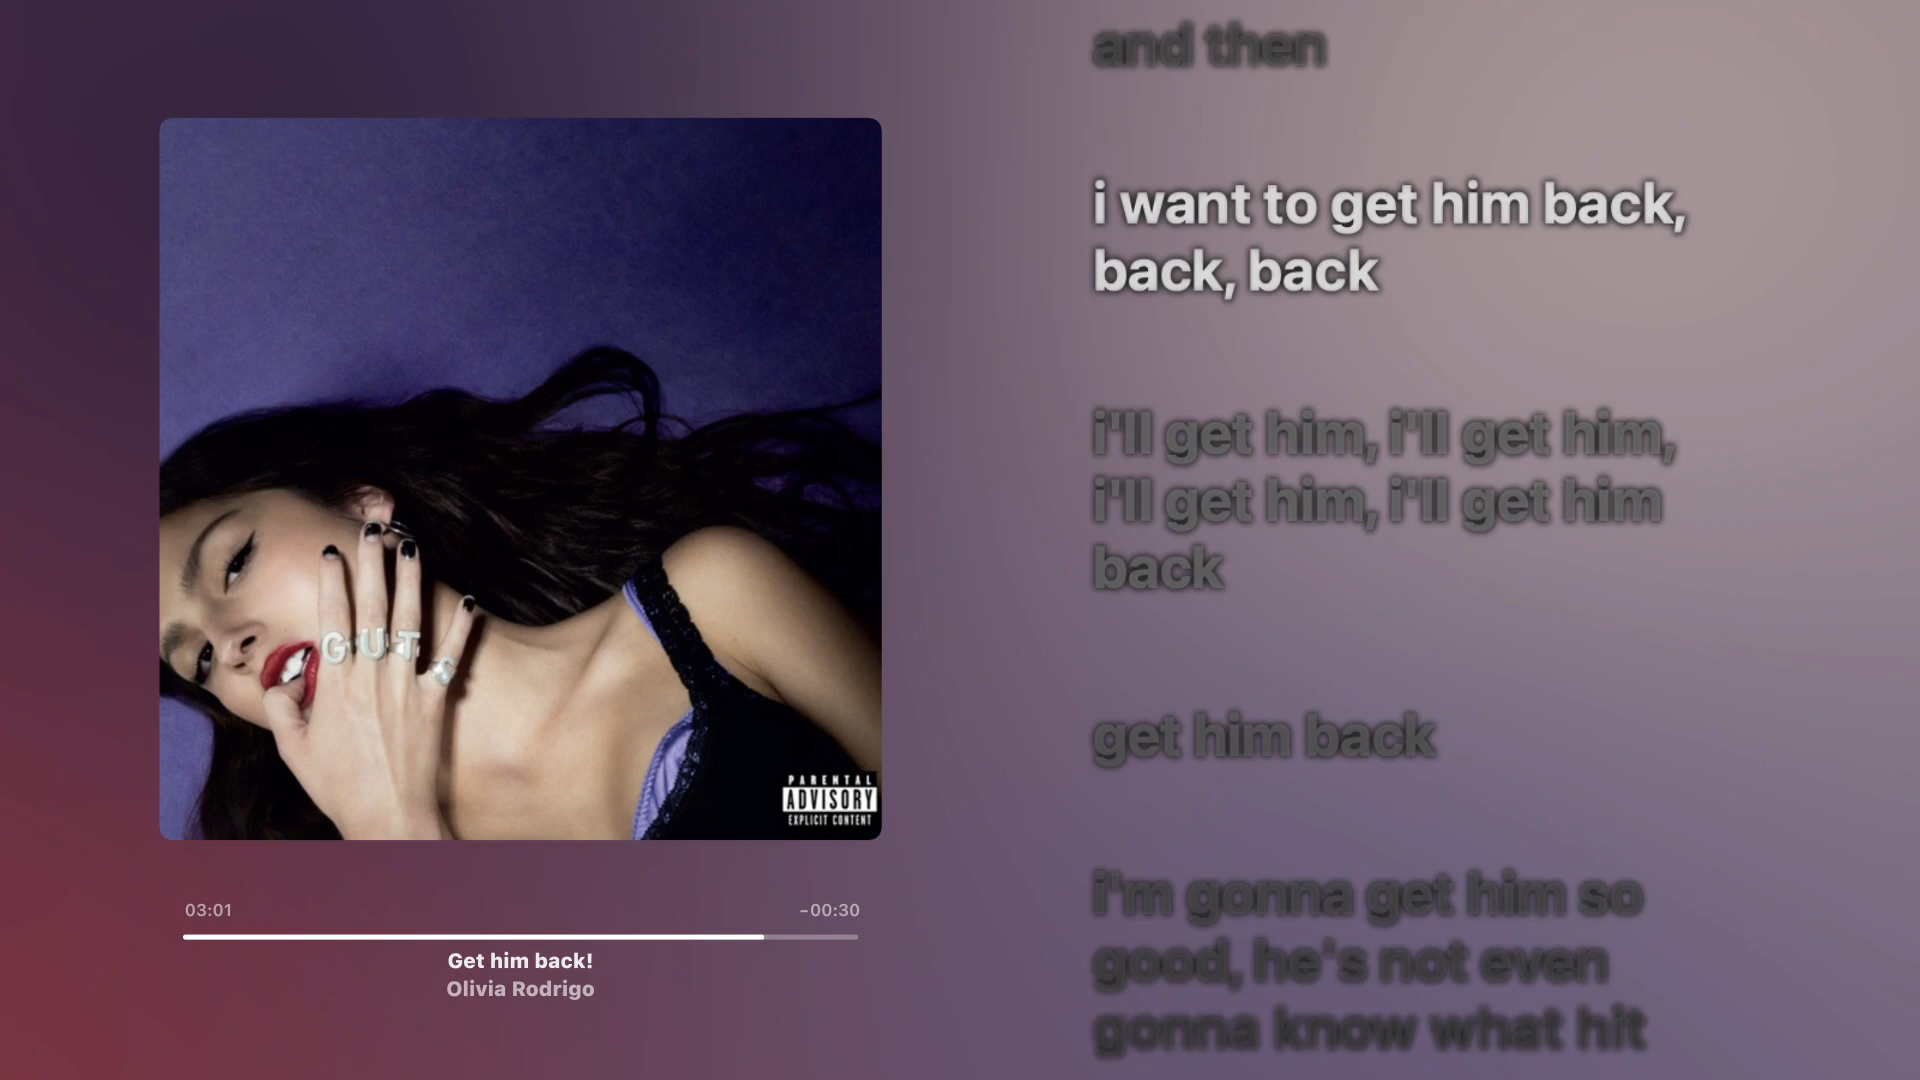 G U T S
PARENTAL
ADVISORY
EXPLICIT CONTENT
03:01
-00:30
Get him back!
Olivia Rodrigo
and then
i want to get him back,
back, back
i'll get him, i'll get him,
i'll get him, i'll get him
back
get him back
i'm gonna get him so
good, he's not even
gonna know what hit